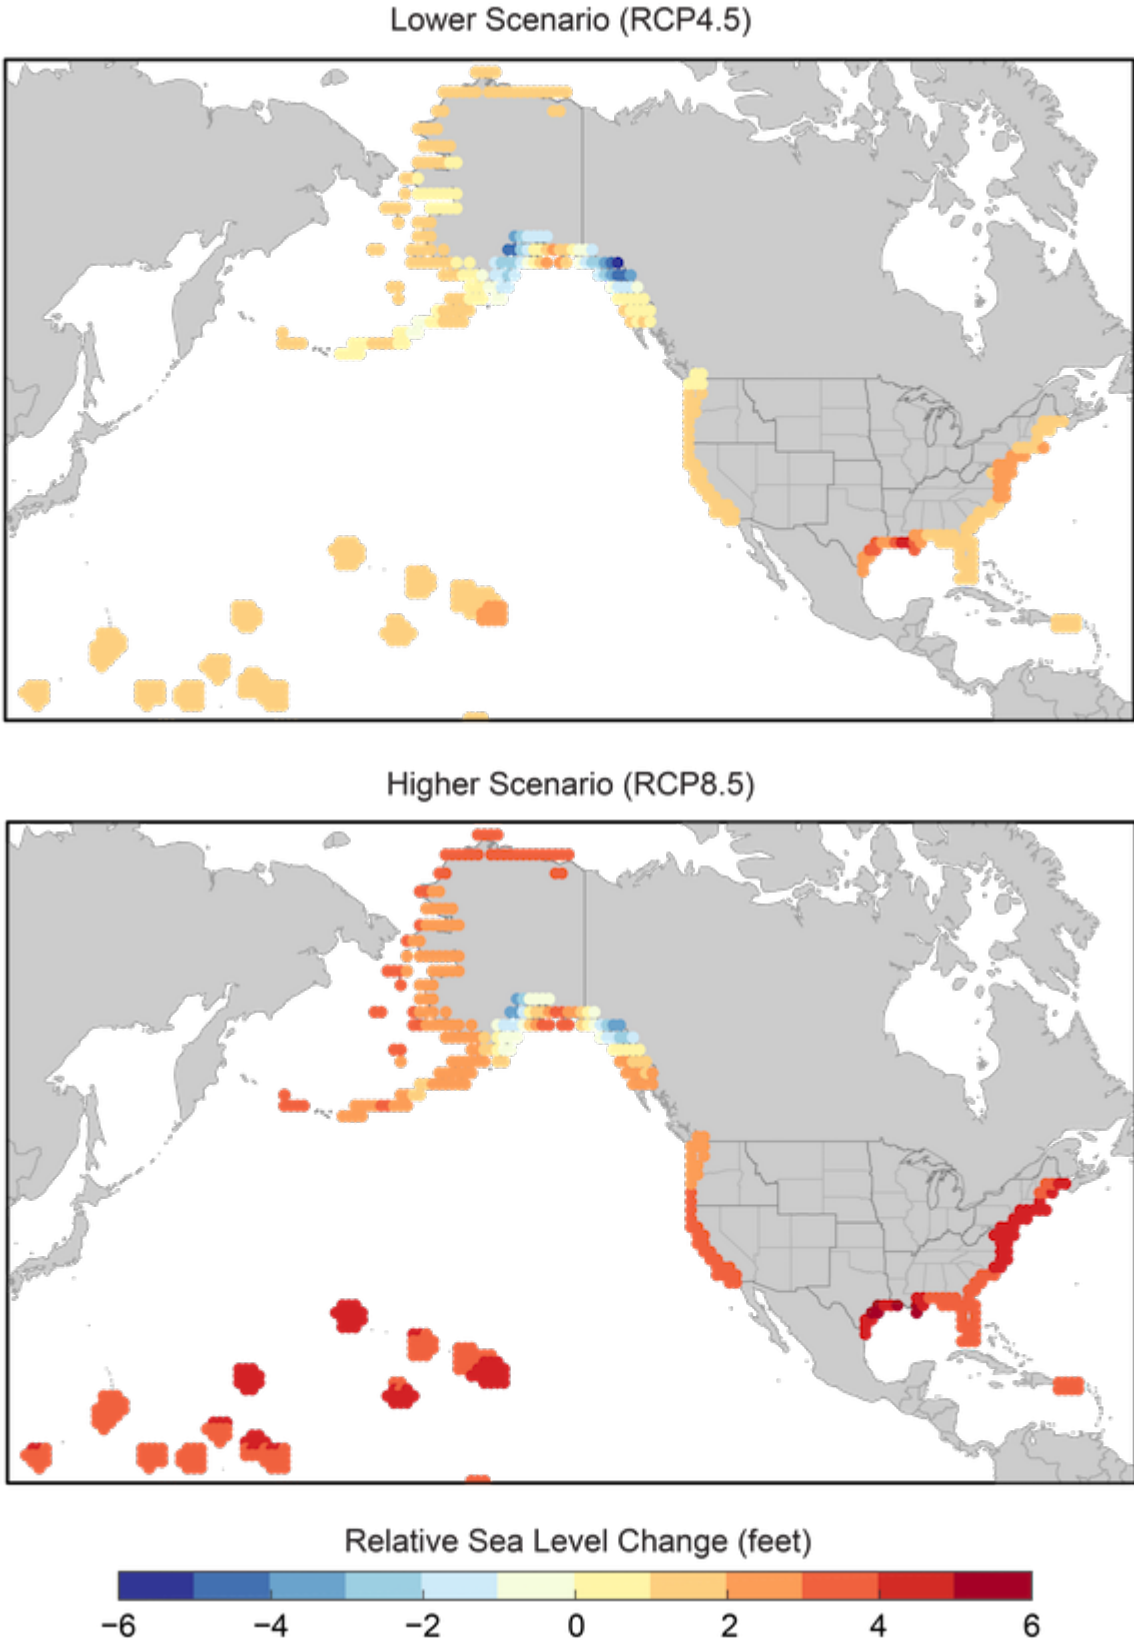 Lower Scenario (RCP4.5)
Higher Scenario (RCP8.5)
Relative Sea Level Change (feet)
−6 −4 −2 0 2 4 6